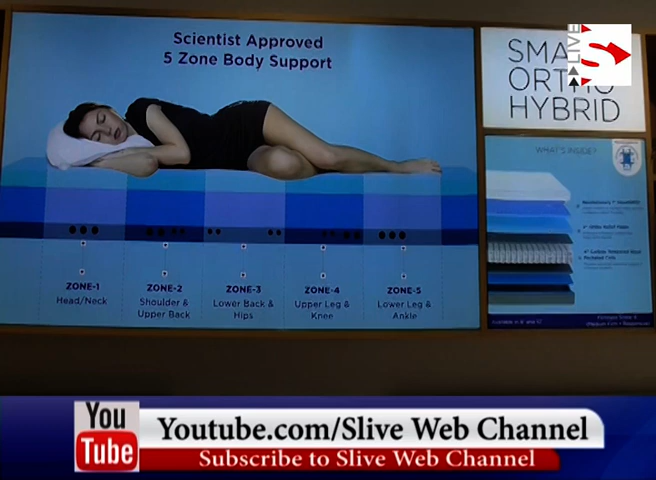 Scientist Approved
5 Zone Body Support
ZONE-1
Head/Neck
ZONE-2
Shoulder &
Upper Back
ZONE-3
Lower Back &
Hips
ZONE-4
Upper Leg &
Knee
ZONE-5
Lower Leg &
Ankle
SMA
ORTHO
HYBRID
SLIVE
WHAT'S INSIDE?
You
Tube
Youtube.com/Slive Web Channel
Subscribe to Slive Web Channel